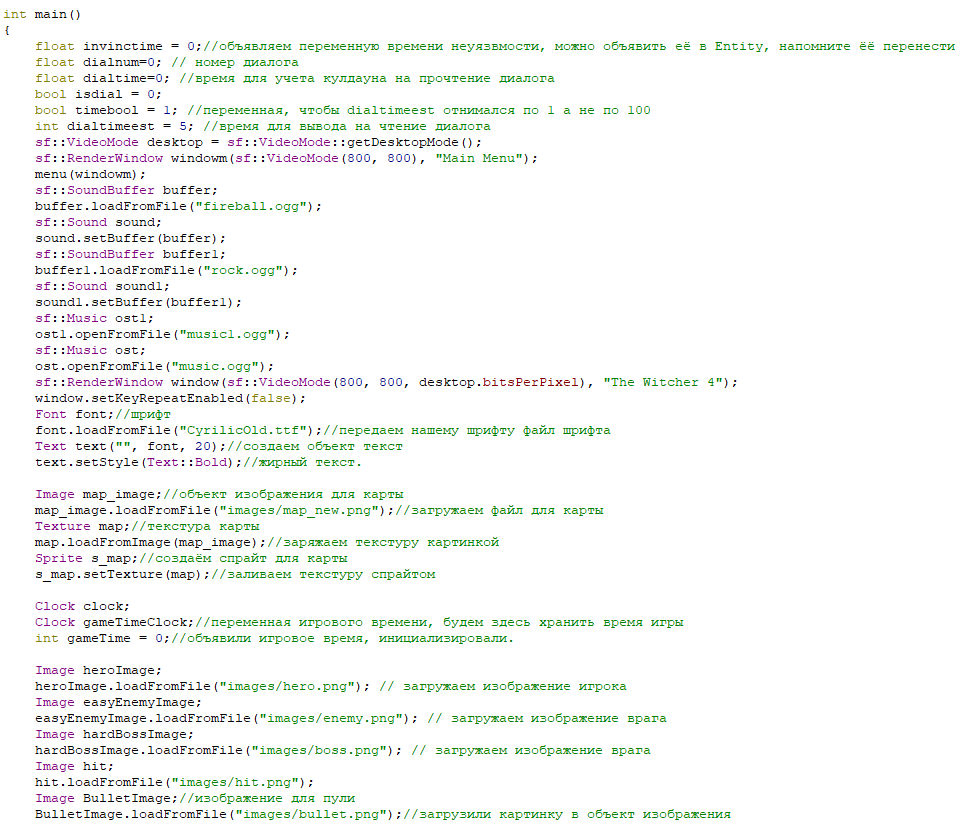 int main()
{
float invinctime = 0;//объявляем переменную времени неуязвмости, можно объявить её в Entity, напомните ёё перенести
float dialnum=0; // номер диалога
float dialtime=0; //время для учета кулдауна на прочтение диалога
bool isdial = 0;
bool timebool = 1; //переменная, чтобы dialtimeest отнимался по 1 а не по 100
int dialtimeest = 5; //время для вывода на чтение диалога
sf::VideoMode desktop = sf::VideoMode::getDesktopMode();
sf::RenderWindow windowm(sf::VideoMode(800, 800), "Main Menu");
menu(windowm);
sf::SoundBuffer buffer;
buffer.loadFromFile("fireball.ogg");
sf::Sound sound;
sound.setBuffer(buffer);
sf::SoundBuffer buffer1;
buffer1.loadFromFile("rock.ogg");
sf::Sound sound1;
sound1.setBuffer(buffer1);
sf::Music ost1;
ost1.openFromFile("music1.ogg");
sf::Music ost;
ost.openFromFile("music.ogg");
sf::RenderWindow window(sf::VideoMode(800, 800, desktop.bitsPerPixel), "The Witcher 4");
window.setKeyRepeatEnabled(false);
Font font;//шрифт
font.loadFromFile("CyrilicOld.ttf");//передаем нашему шрифту файл шрифта
Text text("", font, 20);//создаем объект текст
text.setStyle(Text::Bold);//жирный текст.
Image map_image;//объект изображения для карты
map_image.loadFromFile("images/map_new.png");//загружаем файл для карты
Texture map;//текстура карты
map.loadFromImage(map_image);//заряжаем текстуру картинкой
Sprite s_map;//создаём спрайт для карты
s_map.setTexture(map);//заливаем текстуру спрайтом
Clock clock;
Clock gameTimeClock;//переменная игрового времени, будем здесь хранить время игры
int gameTime = 0;//объявили игровое время, инициализировали.
Image heroImage;
heroImage.loadFromFile("images/hero.png"); // загружаем изображение игрока
Image easyEnemyImage;
easyEnemyImage.loadFromFile("images/enemy.png"); // загружаем изображение врага
Image hardBossImage;
hardBossImage.loadFromFile("images/boss.png"); // загружаем изображение врага
Image hit;
hit.loadFromFile("images/hit.png");
Image BulletImage;//изображение для пули
BulletImage.loadFromFile("images/bullet.png");//загрузили картинку в объект изображения